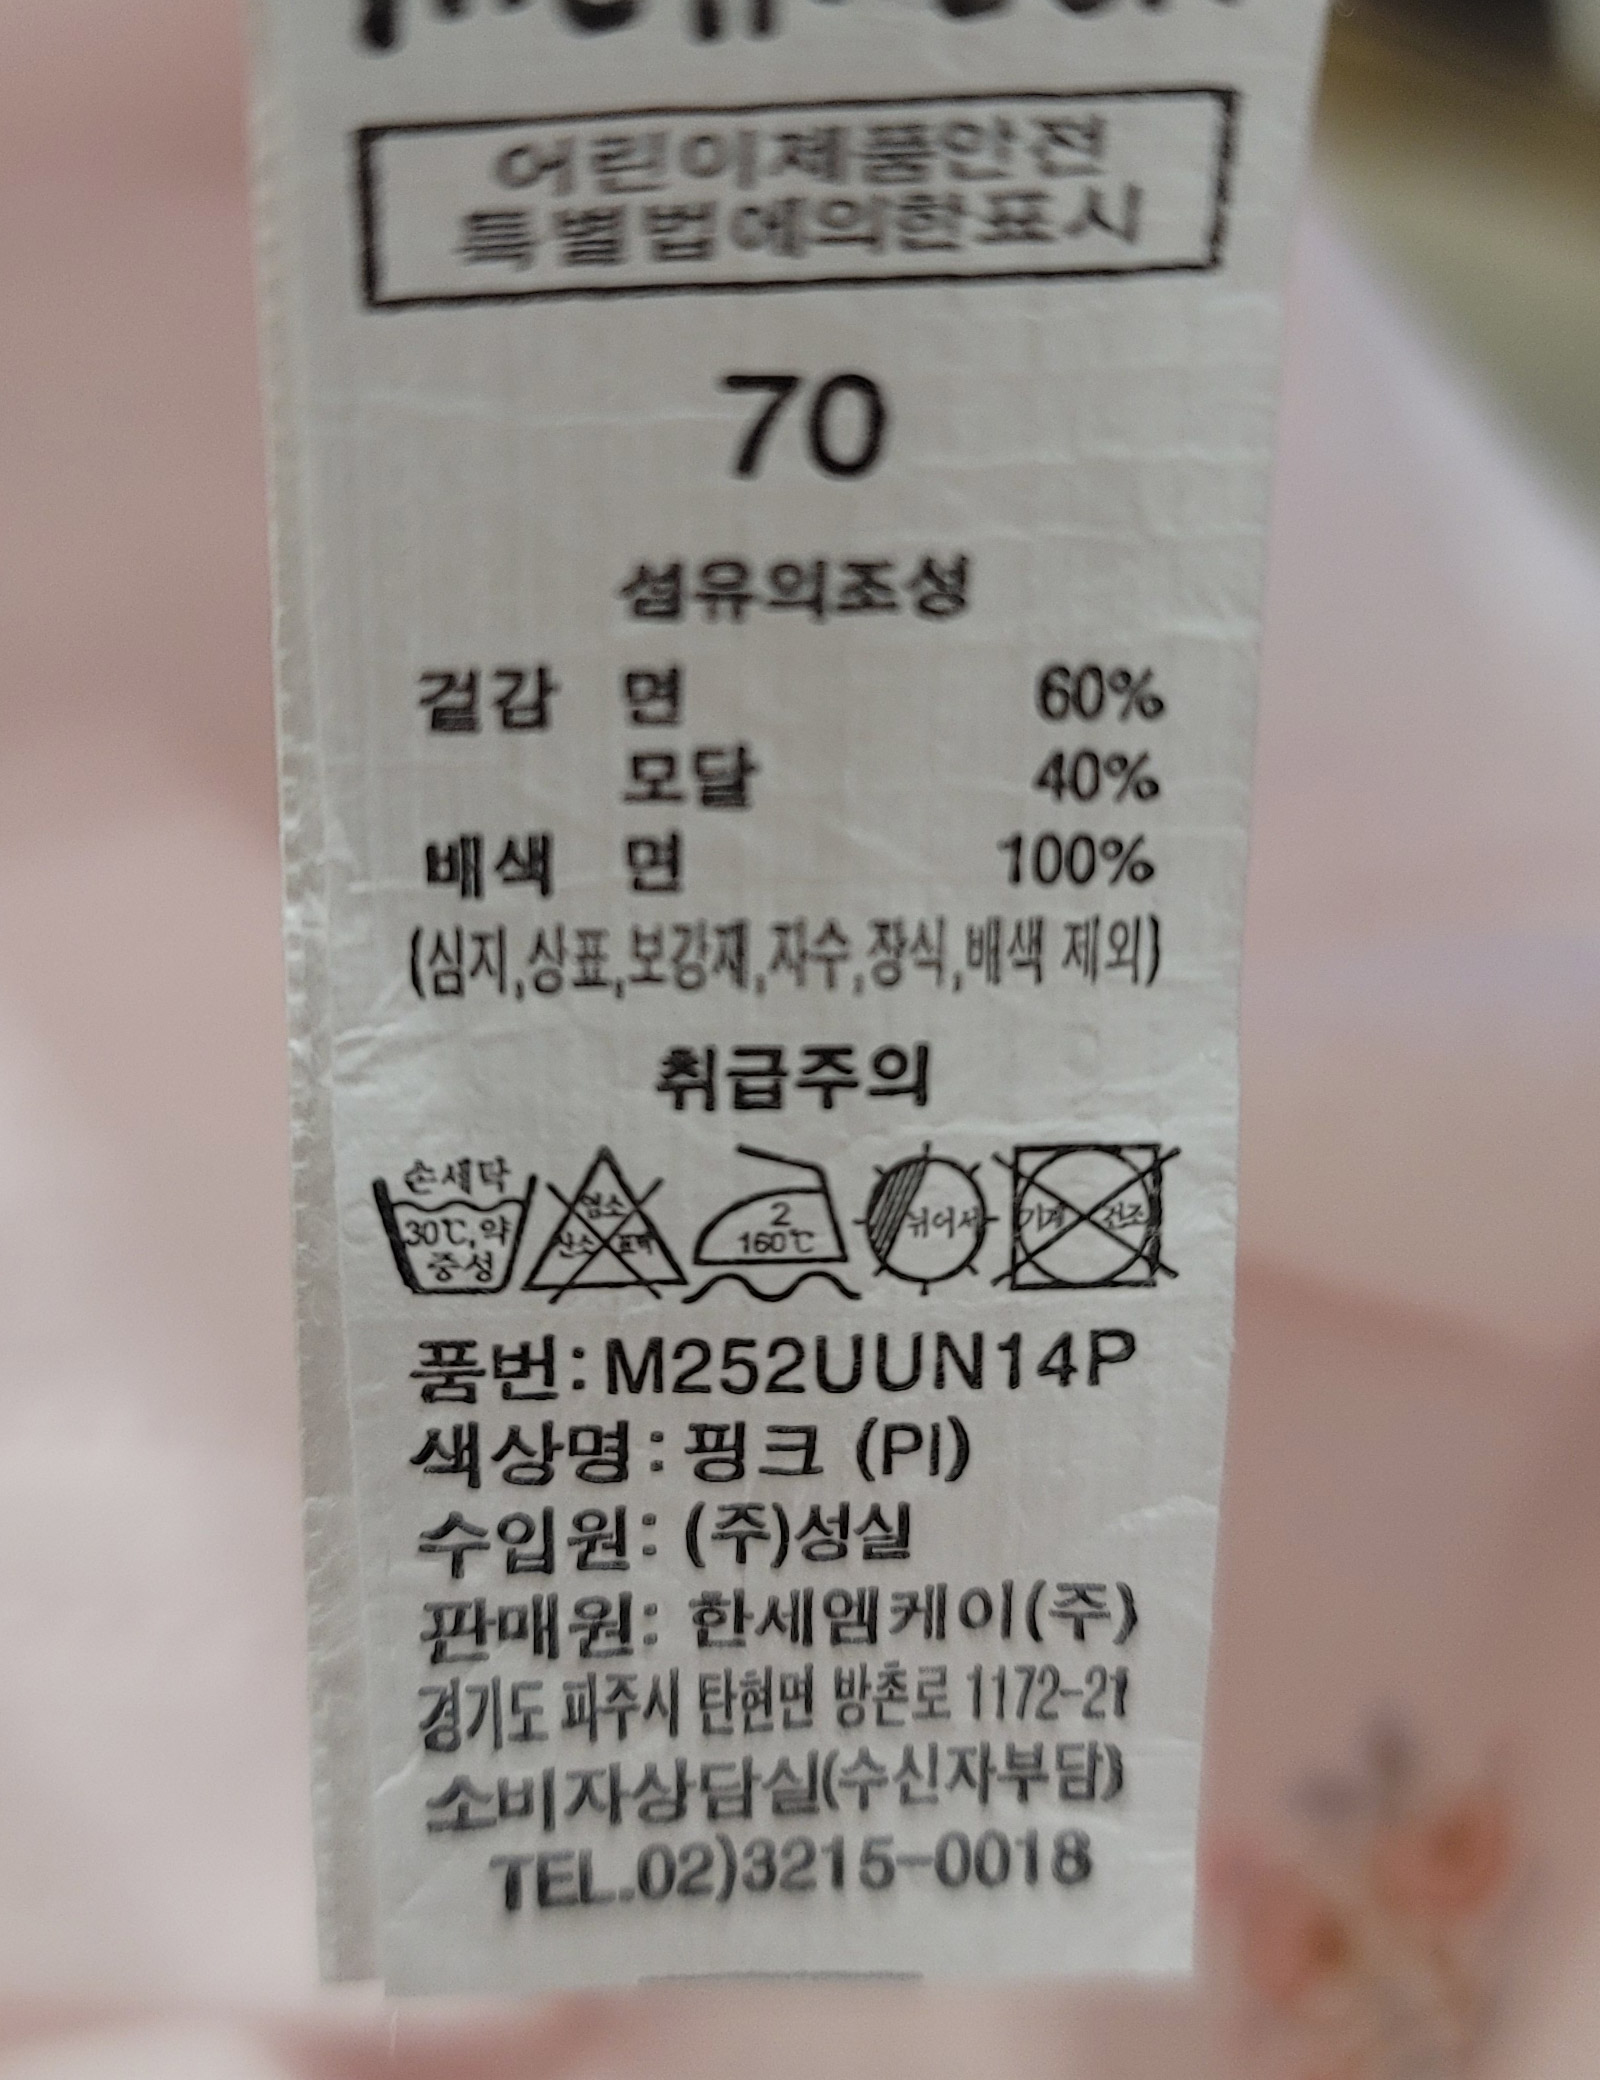 어린이제품안전
특별법에의한표시
70
섬유의조성
겉감 면 60%
모달 40%
배색 면 100%
(심지,상표,보강재,자수,장식,배색 제외)
취급주의
손세탁
30℃,약
중성
염소
산소 표백
2
160℃
뉘어서
기계 건조
품번:M252UUN14P
색상명:핑크 (PI)
수입원: (주)성실
판매원: 한세엠케이(주)
경기도 파주시 탄현면 방촌로 1172-21
소비자상담실(수신자부담)
TEL.02)3215-0018